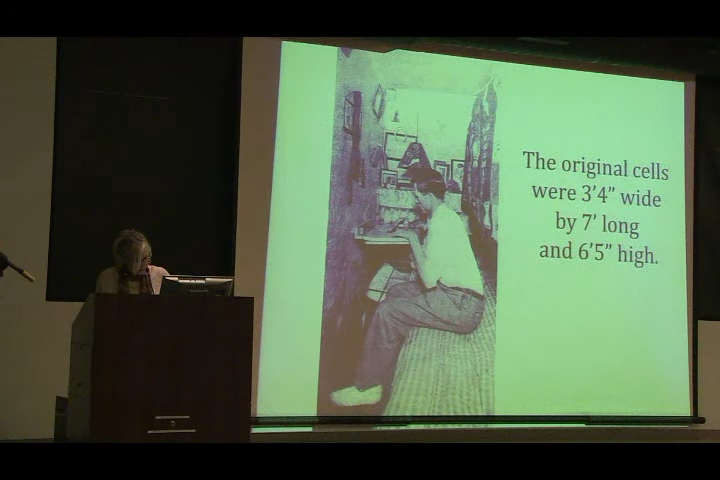 The original cells
were 3'4” wide
by 7' long
and 6'5” high.